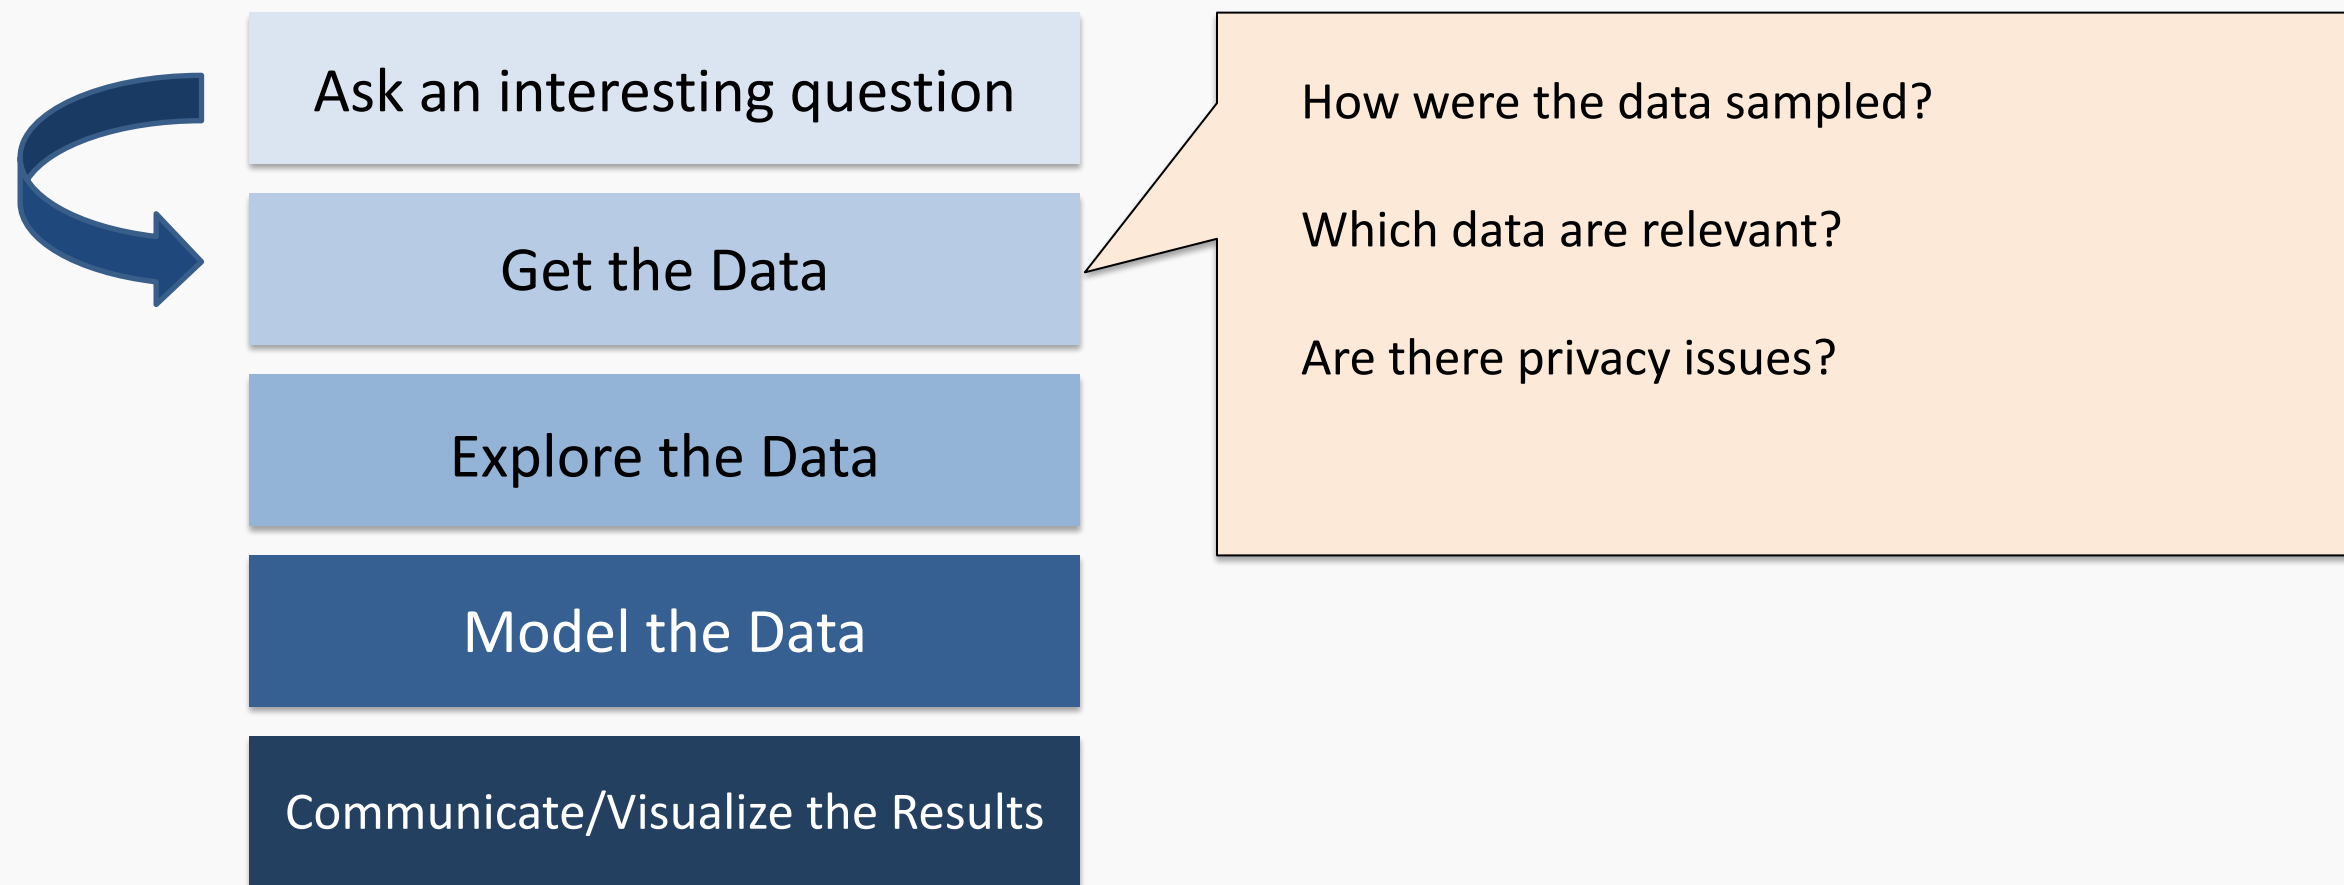 Ask an interesting question
Get the Data
Explore the Data
Model the Data
Communicate/Visualize the Results
How were the data sampled?
Which data are relevant?
Are there privacy issues?